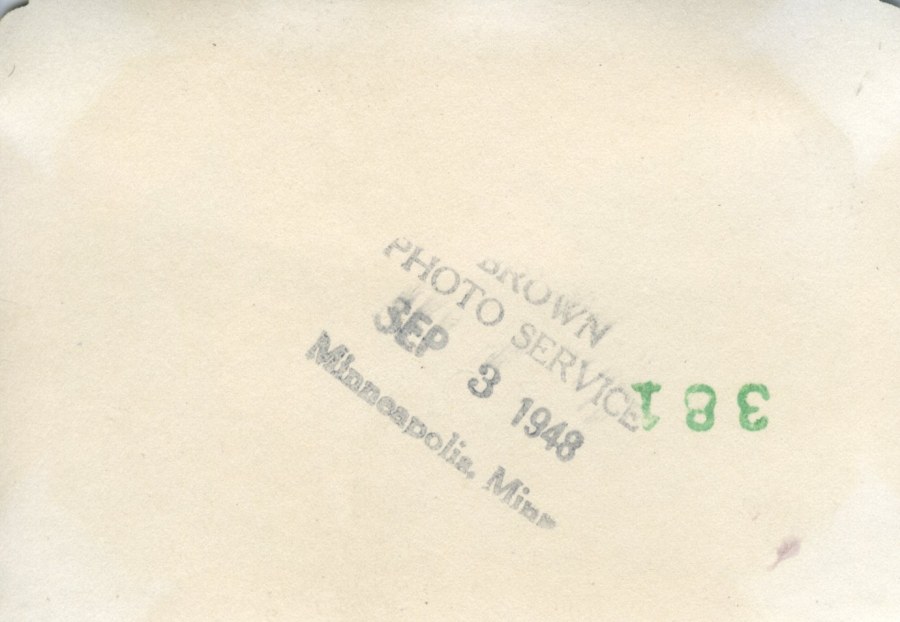 BROWN
PHOTO SERVICE
SEP 3 1948
Minneapolis, Minn
381